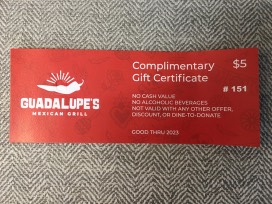 GUADALUPE'S
MEXICAN GRILL
Complimentary
Gift Certificate
$5
# 151
NO CASH VALUE
NO ALCOHOLIC BEVERAGES
NOT VALID WITH ANY OTHER OFFER,
DISCOUNT, OR DINE-TO-DONATE
GOOD THRU 2023